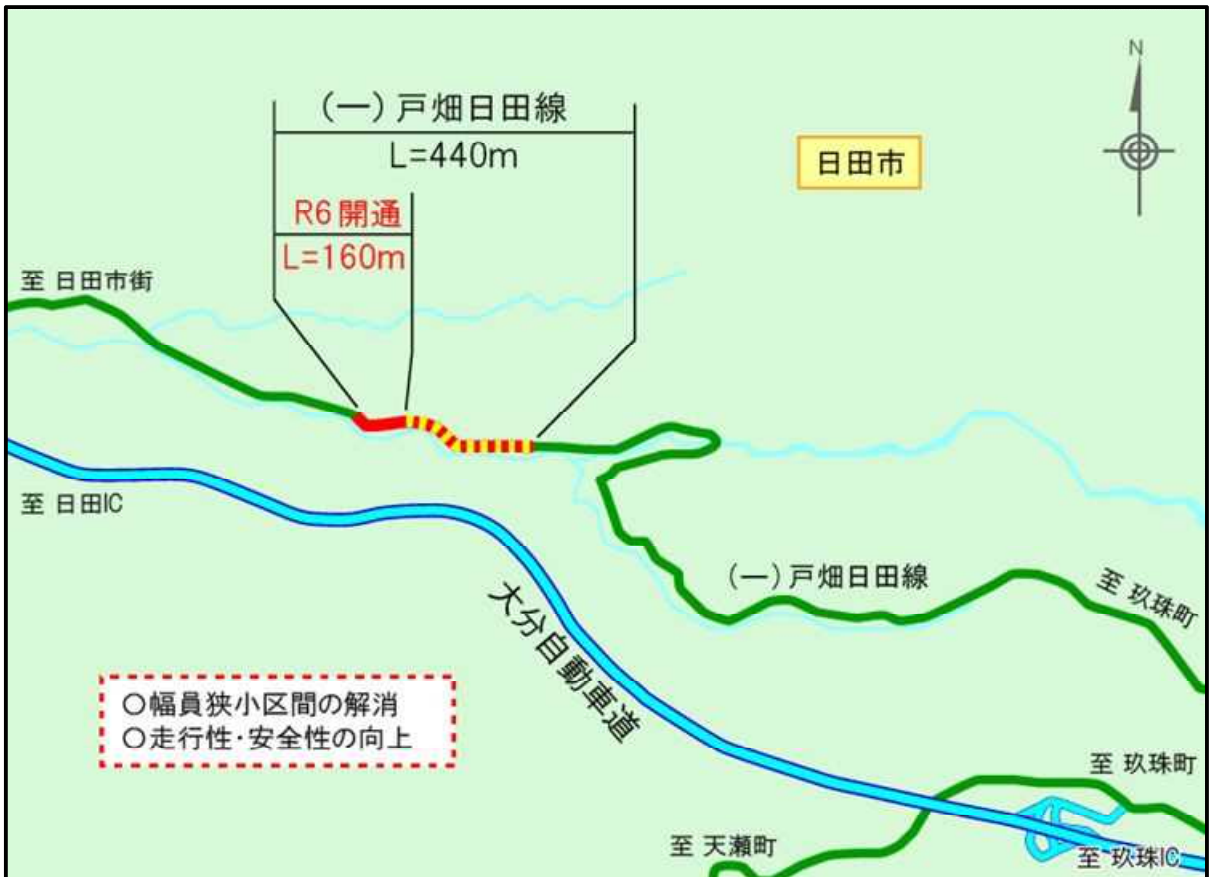 N
(一)戸畑日田線
L=440m
日田市
R6開通
L=160m
至 日田市街
至 日田IC
(一)戸畑日田線
至 玖珠町
大分自動車道
○幅員狭小区間の解消
○走行性・安全性の向上
至 玖珠町
至 天瀬町
至 玖珠IC